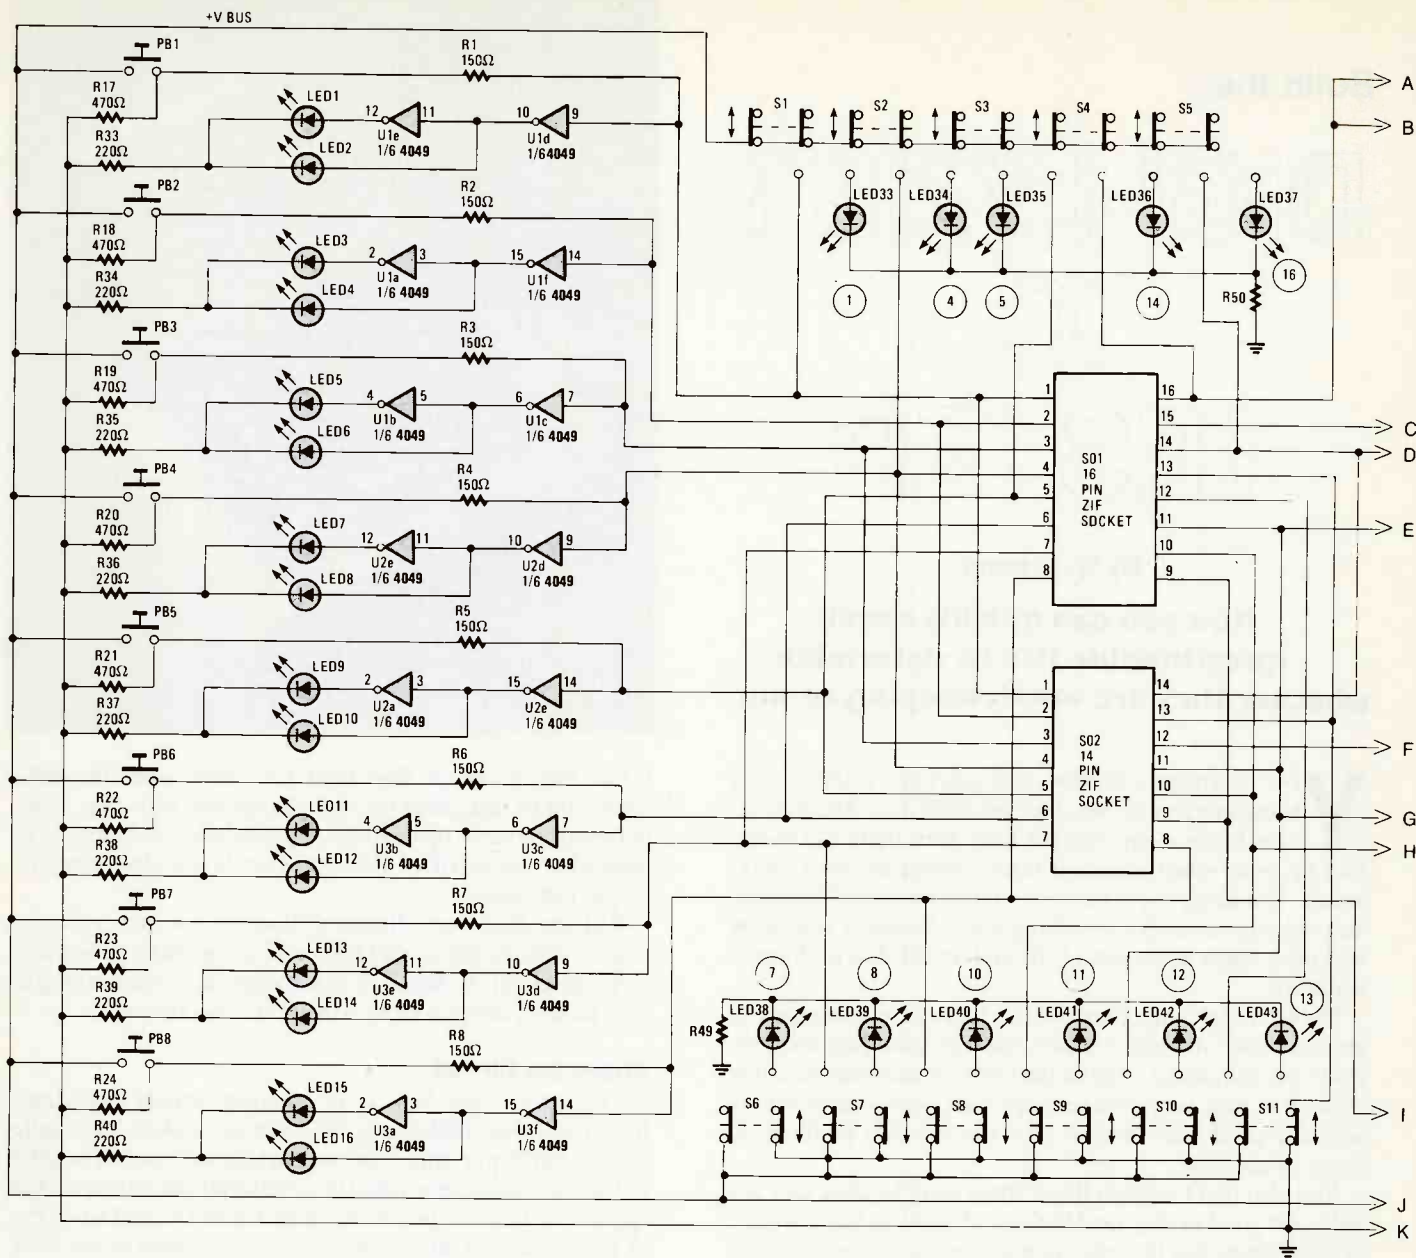 +V BUS
PB1
R1
150Ω
R17
470Ω
LED1
12
11
U1e
1/6 4049
10
9
U1d
1/64049
R33
220Ω
LED2
PB2
R2
150Ω
R18
470Ω
LED3
2
3
U1a
1/6 4049
15
14
U1f
1/6 4049
R34
220Ω
LED4
PB3
R3
150Ω
R19
470Ω
LED5
4
5
U1b
1/6 4049
6
7
U1c
1/6 4049
R35
220Ω
LED6
PB4
R4
150Ω
R20
470Ω
LED7
12
11
U2e
1/6 4049
10
9
U2d
1/6 4049
R36
220Ω
LED8
PB5
R5
150Ω
R21
470Ω
LED9
2
3
U2a
1/6 4049
15
14
U2e
1/6 4049
R37
220Ω
LED10
PB6
R6
150Ω
R22
470Ω
LEO11
4
5
U3b
1/6 4049
6
7
U3c
1/6 4049
R38
220Ω
LED12
PB7
R7
150Ω
R23
470Ω
LED13
12
11
U3e
1/6 4049
10
9
U3d
1/6 4049
R39
220Ω
LED14
PB8
R8
150Ω
R24
470Ω
LED15
2
3
U3a
1/6 4049
15
14
U3f
1/6 4049
R40
220Ω
LED16
S1
S2
S3
S4
S5
LED33
LED34
LED35
LED36
LED37
1
4
5
14
16
R50
1
2
3
4
5
6
7
8
SO1
16
PIN
ZIF
SOCKET
16
15
14
13
12
11
10
9
1
2
3
4
5
6
7
SO2
14
PIN
ZIF
SOCKET
14
13
12
11
10
9
8
7
8
10
11
12
13
R49
LED38
LED39
LED40
LED41
LED42
LED43
S6
S7
S8
S9
S10
S11
A
B
C
D
E
F
G
H
I
J
K